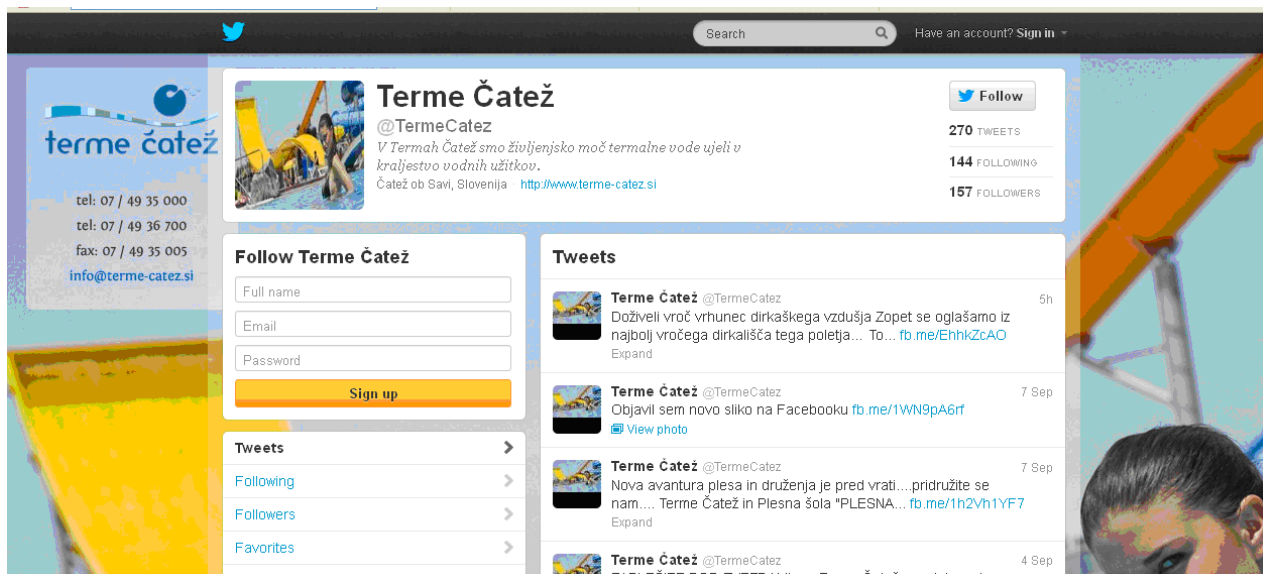 Search
Have an account? Sign in
terme čatež
tel: 07 / 49 35 000
tel: 07 / 49 36 700
fax: 07 / 49 35 005
info@terme-catez.si
Terme Čatež
@TermeCatez
V Termah Čatež smo življenjsko moč termalne vode ujeli v
kraljestvo vodnih užitkov.
Čatež ob Savi, Slovenija · http://www.terme-catez.si
Follow
270 TWEETS
144 FOLLOWING
157 FOLLOWERS
Follow Terme Čatež
Full name
Email
Password
Sign up
Tweets
Following
Followers
Favorites
Tweets
Terme Čatež @TermeCatez 5h
Doživeli vroč vrhunec dirkaškega vzdušja Zopet se oglašamo iz
najbolj vročega dirkališča tega poletja... To... fb.me/EhhkZcAO
Expand
Terme Čatež @TermeCatez 7 Sep
Objavil sem novo sliko na Facebooku fb.me/1WN9pA6rf
View photo
Terme Čatež @TermeCatez 7 Sep
Nova avantura plesa in druženja je pred vrati....pridružite se
nam.... Terme Čatež in Plesna šola "PLESNA... fb.me/1h2Vh1YF7
Expand
Terme Čatež @TermeCatez 4 Sep